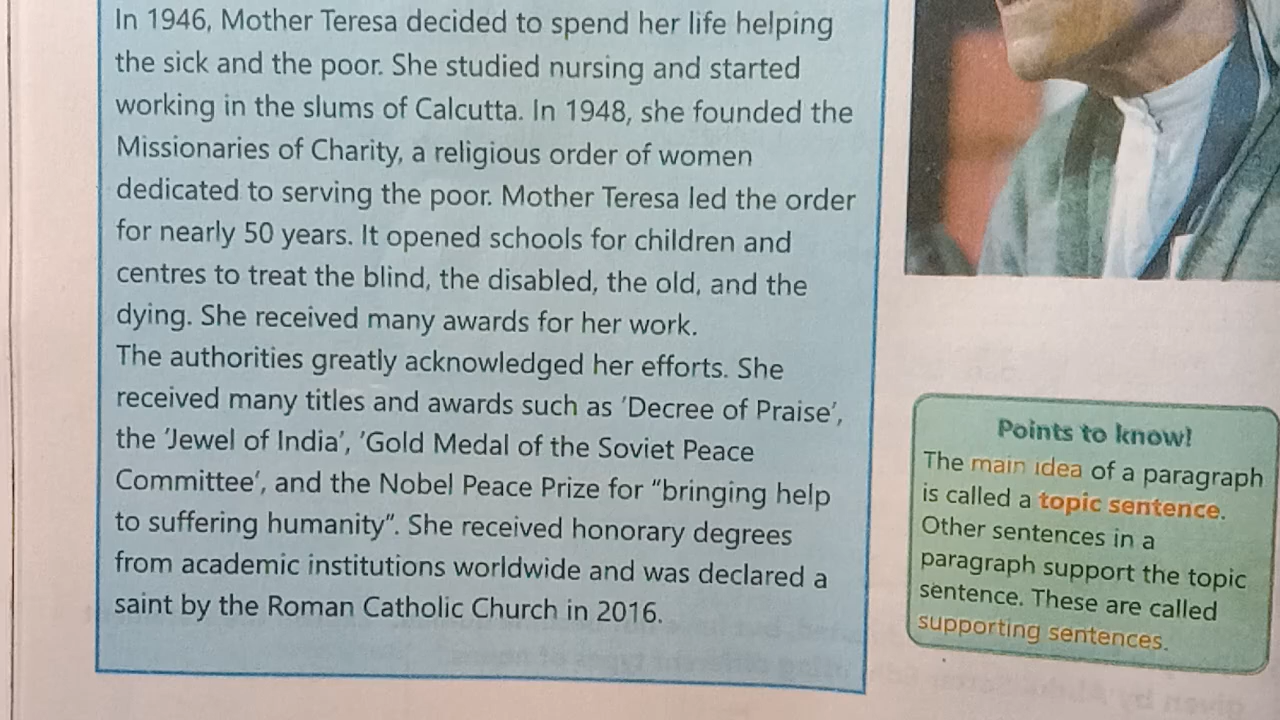 In 1946, Mother Teresa decided to spend her life helping
the sick and the poor. She studied nursing and started
working in the slums of Calcutta. In 1948, she founded the
Missionaries of Charity, a religious order of women
dedicated to serving the poor. Mother Teresa led the order
for nearly 50 years. It opened schools for children and
centres to treat the blind, the disabled, the old, and the
dying. She received many awards for her work.
The authorities greatly acknowledged her efforts. She
received many titles and awards such as ‘Decree of Praise’,
the ‘Jewel of India’, ‘Gold Medal of the Soviet Peace
Committee’, and the Nobel Peace Prize for “bringing help
to suffering humanity”. She received honorary degrees
from academic institutions worldwide and was declared a
saint by the Roman Catholic Church in 2016.
Points to know!
The main idea of a paragraph
is called a topic sentence.
Other sentences in a
paragraph support the topic
sentence. These are called
supporting sentences.